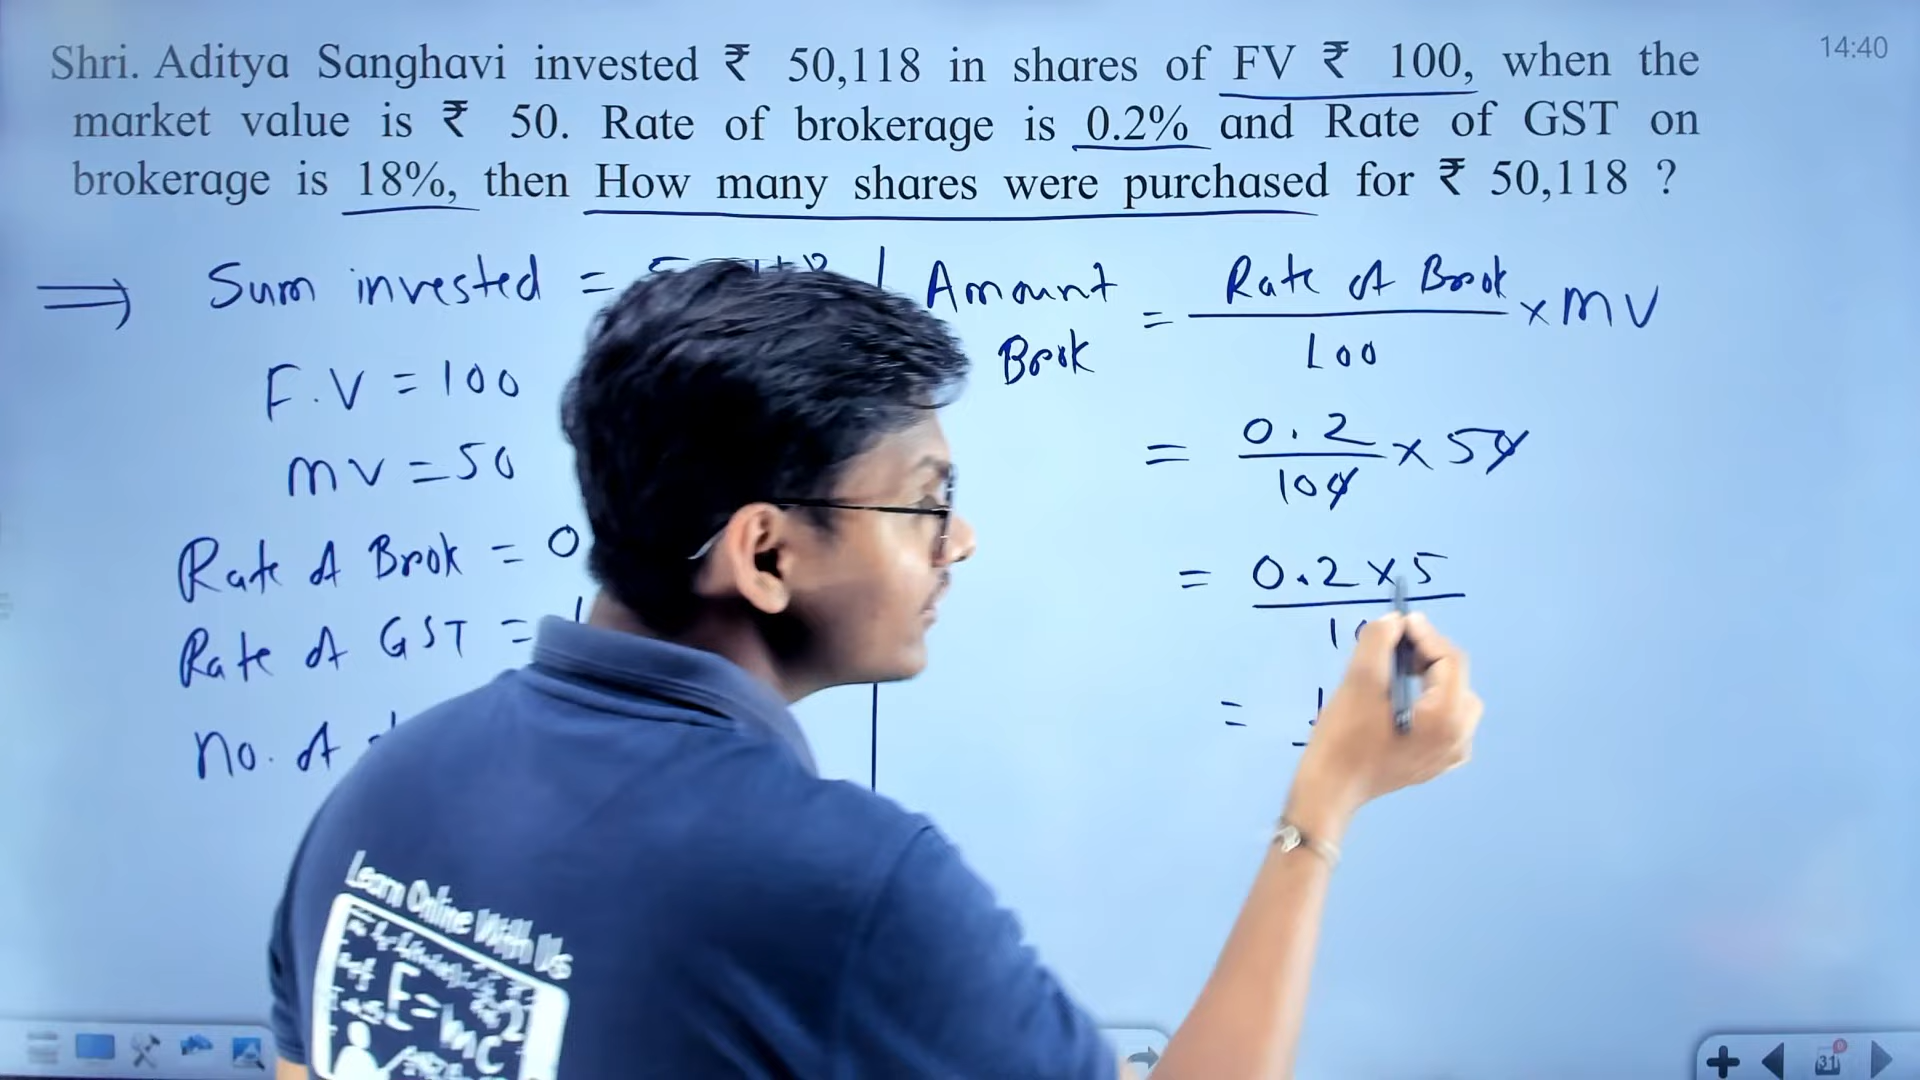 14:40
Shri. Aditya Sanghavi invested ₹ 50,118 in shares of FV ₹ 100, when the
market value is ₹ 50. Rate of brokerage is 0.2% and Rate of GST on
brokerage is 18%, then How many shares were purchased for ₹ 50,118 ?
⇒ Sum invested =
F.V = 100
MV = 50
Rate of Brok = 0
Rate of GST =
No. of
Amount Brok = Rate of Brok / 100 × MV
= 0.2 / 100 × 50
= 0.2 × 5
=
Learn Online With Us
E=mc2
31